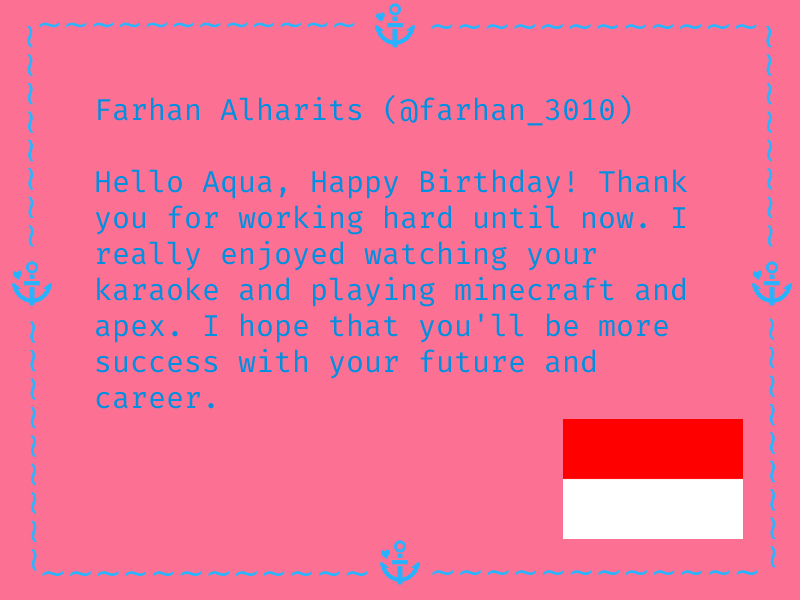 Farhan Alharits (@farhan_3010)
Hello Aqua, Happy Birthday! Thank
you for working hard until now. I
really enjoyed watching your
karaoke and playing minecraft and
apex. I hope that you'll be more
success with your future and
career.